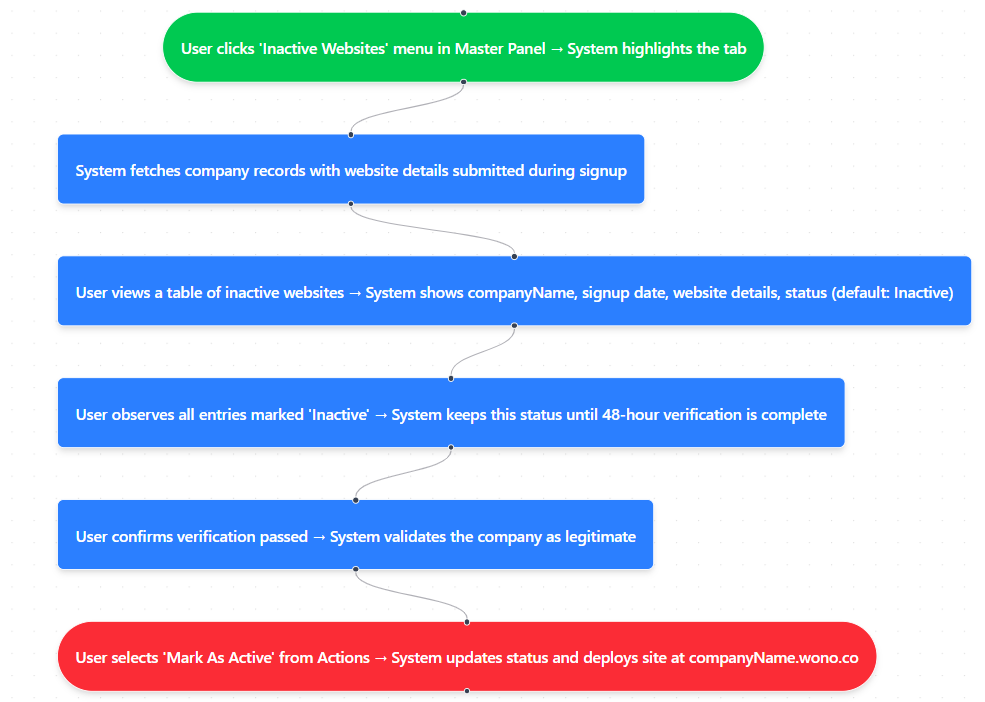 User clicks 'Inactive Websites' menu in Master Panel → System highlights the tab
System fetches company records with website details submitted during signup
User views a table of inactive websites → System shows companyName, signup date, website details, status (default: Inactive)
User observes all entries marked 'Inactive' → System keeps this status until 48-hour verification is complete
User confirms verification passed → System validates the company as legitimate
User selects 'Mark As Active' from Actions → System updates status and deploys site at companyName.wono.co